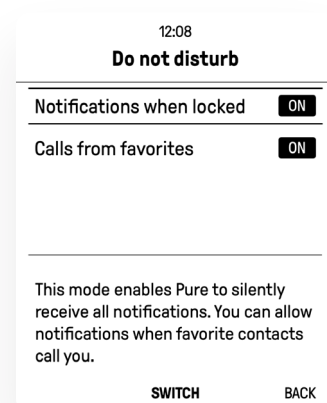 12:08
Do not disturb
Notifications when locked ON
Calls from favorites ON
This mode enables Pure to silently
receive all notifications. You can allow
notifications when favorite contacts
call you.
SWITCH BACK